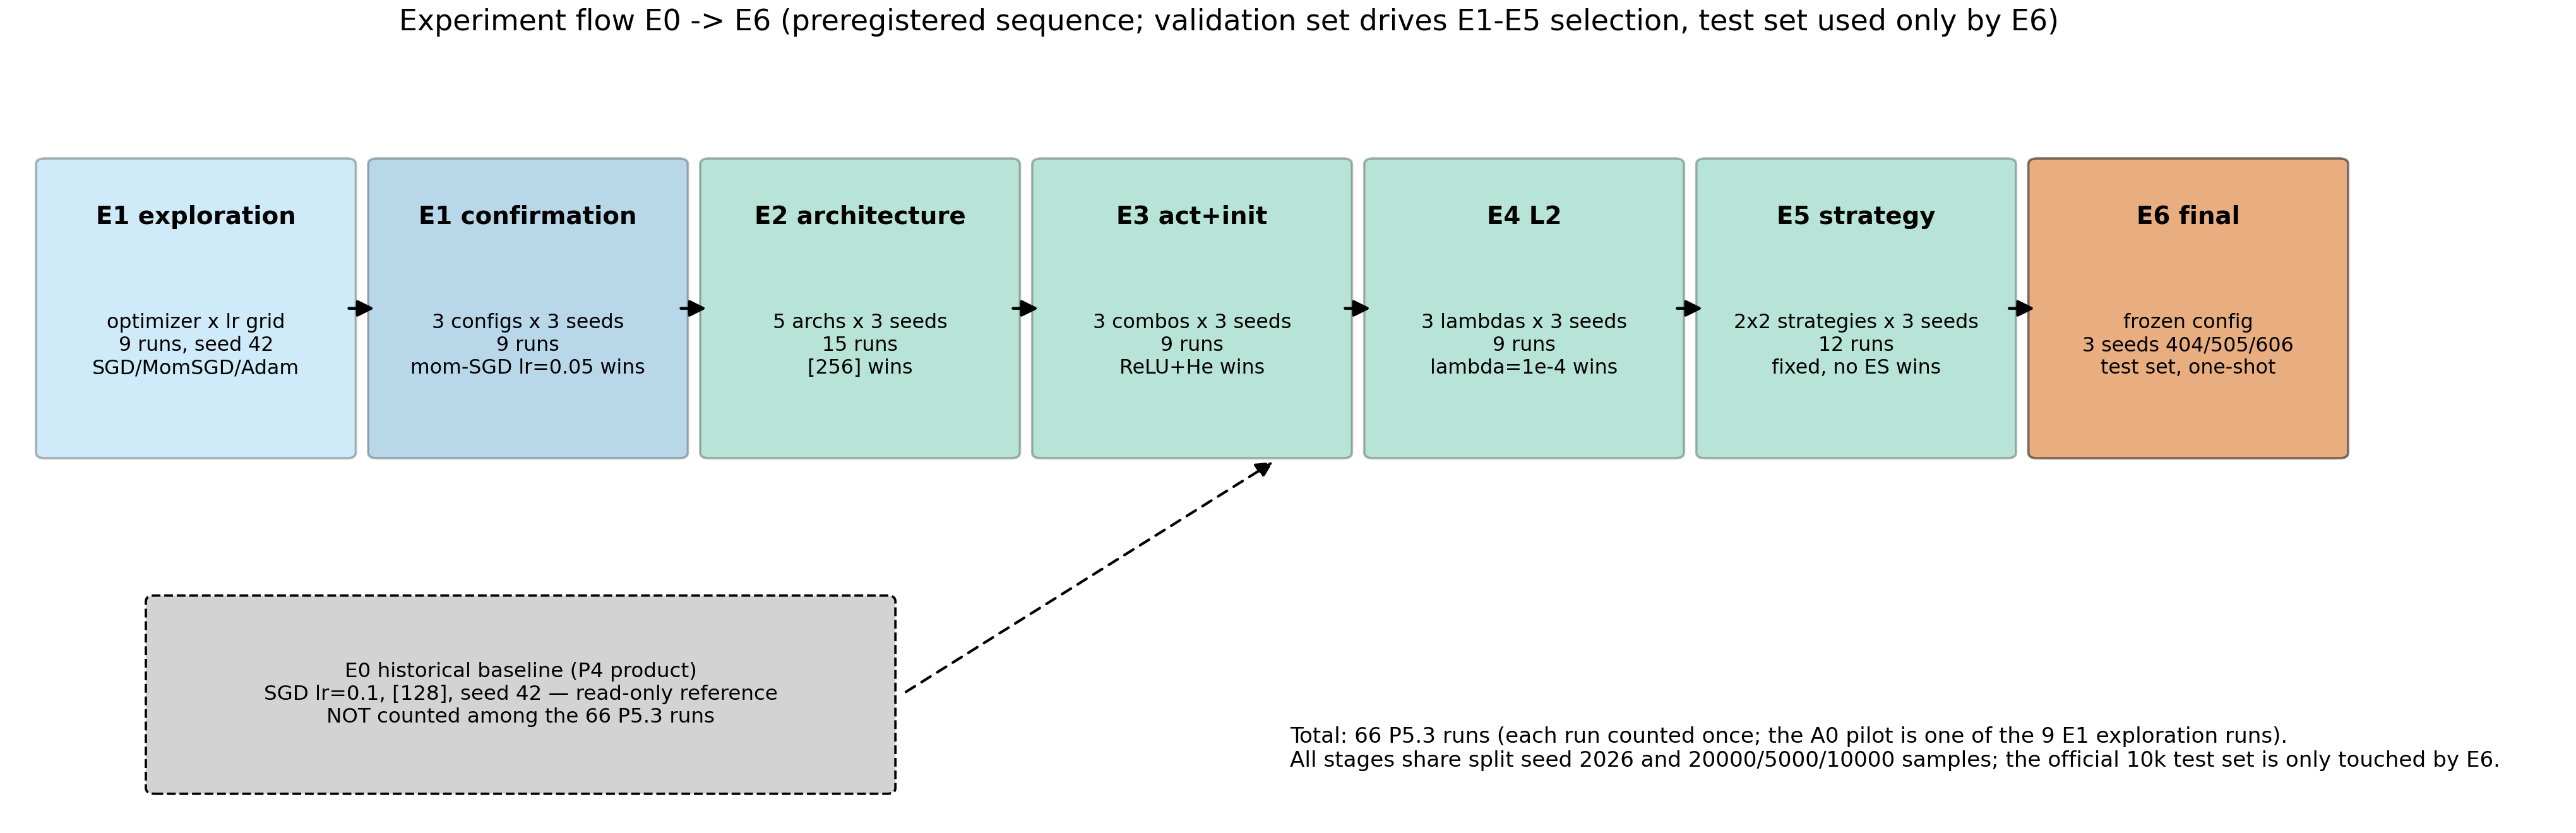 Experiment flow E0 -> E6 (preregistered sequence; validation set drives E1-E5 selection, test set used only by E6)
E1 exploration
optimizer x lr grid
9 runs, seed 42
SGD/MomSGD/Adam
E1 confirmation
3 configs x 3 seeds
9 runs
mom-SGD lr=0.05 wins
E2 architecture
5 archs x 3 seeds
15 runs
[256] wins
E3 act+init
3 combos x 3 seeds
9 runs
ReLU+He wins
E4 L2
3 lambdas x 3 seeds
9 runs
lambda=1e-4 wins
E5 strategy
2x2 strategies x 3 seeds
12 runs
fixed, no ES wins
E6 final
frozen config
3 seeds 404/505/606
test set, one-shot
E0 historical baseline (P4 product)
SGD lr=0.1, [128], seed 42 — read-only reference
NOT counted among the 66 P5.3 runs
Total: 66 P5.3 runs (each run counted once; the A0 pilot is one of the 9 E1 exploration runs).
All stages share split seed 2026 and 20000/5000/10000 samples; the official 10k test set is only touched by E6.